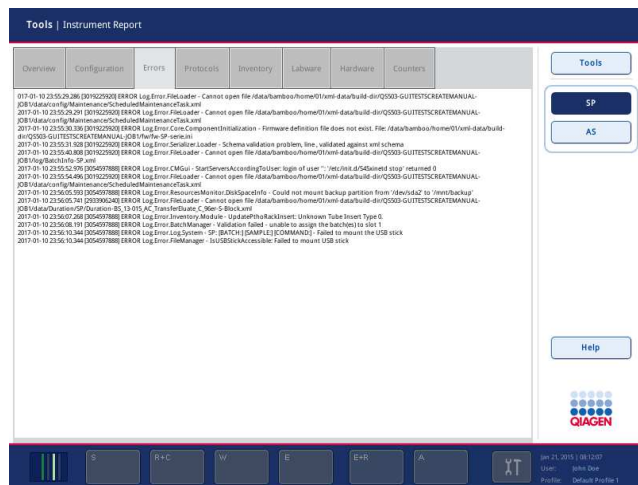 Tools | Instrument Report
Overview
Configuration
Errors
Protocols
Inventory
Labware
Hardware
Counters
017-01-10 23:55:29.286 [3019225920] ERROR Log.Error.FileLoader - Cannot open file /data/bamboo/home/01/xml-data/build-dir/QS503-GUITESTSCREATEMANUAL-
JOB1/data/config/Maintenance/ScheduledMaintenanceTask.xml
2017-01-10 23:55:29.291 [3019225920] ERROR Log.Error.FileLoader - Cannot open file /data/bamboo/home/01/xml-data/build-dir/QS503-GUITESTSCREATEMANUAL-
JOB1/data/config/Maintenance/ScheduledMaintenanceTask.xml
2017-01-10 23:55:30.336 [3019225920] ERROR Log.Error.Core.ComponentInitialization - Firmware definition file does not exist. File: /data/bamboo/home/01/xml-data/build-
dir/QS503-GUITESTSCREATEMANUAL-JOB1/fw/fw-SP-serie.ini
2017-01-10 23:55:31.928 [3019225920] ERROR Log.Error.Serializer.Loader - Schema validation problem, line , validated against xml schema
2017-01-10 23:55:40.808 [3019225920] ERROR Log.Error.FileLoader - Cannot open file /data/bamboo/home/01/xml-data/build-dir/QS503-GUITESTSCREATEMANUAL-
JOB1/log/BatchInfo-SP.xml
2017-01-10 23:55:52.976 [3054597888] ERROR Log.Error.CMGui - StartServersAccordingToUser: login of user '': '/etc/init.d/S45xinetd stop' returned 0
2017-01-10 23:55:54.496 [3054597888] ERROR Log.Error.FileLoader - Cannot open file /data/bamboo/home/01/xml-data/build-dir/QS503-GUITESTSCREATEMANUAL-
JOB1/data/config/Maintenance/ScheduledMaintenanceTask.xml
2017-01-10 23:56:05.593 [3054597888] ERROR Log.Error.ResourcesMonitor.DiskSpaceInfo - Could not mount backup partition from '/dev/sda2' to '/mnt/backup'
2017-01-10 23:56:05.741 [2933906240] ERROR Log.Error.FileLoader - Cannot open file /data/bamboo/home/01/xml-data/build-dir/QS503-GUITESTSCREATEMANUAL-
JOB1/data/Duration/SP/Duration-BS_13-015_AC_TransferEluate_C_96er-S-Block.xml
2017-01-10 23:56:07.268 [3054597888] ERROR Log.Error.Inventory.Module - UpdatePthoRackInsert: Unknown Tube Insert Type 0.
2017-01-10 23:56:08.191 [3054597888] ERROR Log.Error.BatchManager - Validation failed - unable to assign the batch(es) to slot 1
2017-01-10 23:56:10.344 [3054597888] ERROR Log.Error.Log.System - SP: [BATCH:] [SAMPLE:] [COMMAND:] - Failed to mount the USB stick
2017-01-10 23:56:10.344 [3054597888] ERROR Log.Error.FileManager - IsUSBStickAccessible: Failed to mount USB stick
Tools
SP
AS
Help
QIAGEN
S
R+C
W
E
E+R
A
Jan 21, 2015 | 08:12:07
User: John Doe
Profile: Default Profile 1